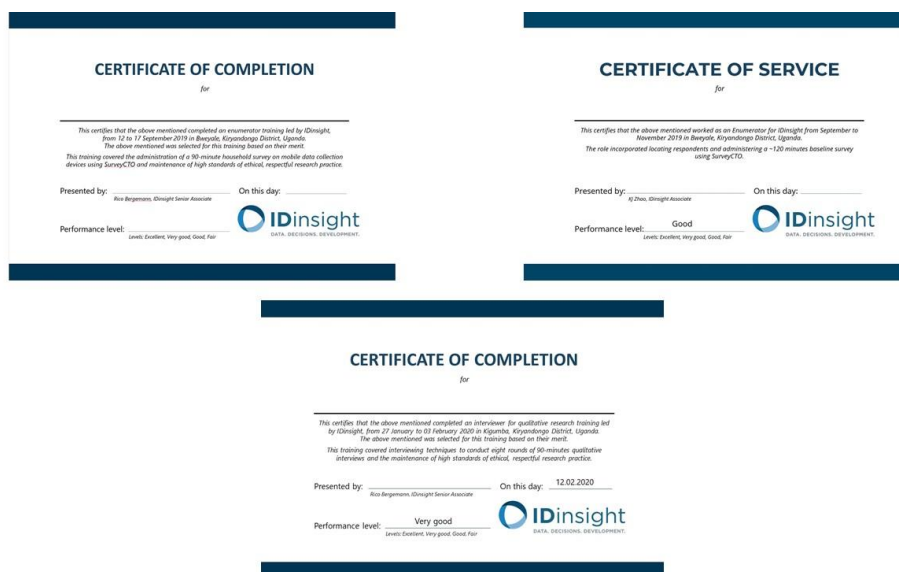 CERTIFICATE OF COMPLETION
for
This certifies that the above mentioned completed an enumerator training led by IDinsight,
from 12 to 17 September 2019 in Bweyale, Kiryandongo District, Uganda.
The above mentioned was selected for this training based on their merit.
This training covered the administration of a 90-minute household survey on mobile data collection
devices using SurveyCTO and maintenance of high standards of ethical, respectful research practice.
Presented by:
On this day:
Rico Bergemann, IDinsight Senior Associate
Performance level:
Levels: Excellent, Very good, Good, Fair
IDinsight
DATA. DECISIONS. DEVELOPMENT.
CERTIFICATE OF SERVICE
for
This certifies that the above mentioned worked as an Enumerator for IDinsight from September to
November 2019 in Bweyale, Kiryandongo District, Uganda.
The role incorporated locating respondents and administering a ~120 minutes baseline survey
using SurveyCTO.
Presented by:
On this day:
KJ Zhao, IDinsight Associate
Performance level: Good
Levels: Excellent, Very good, Good, Fair
IDinsight
DATA. DECISIONS. DEVELOPMENT.
CERTIFICATE OF COMPLETION
for
This certifies that the above mentioned completed an interviewer for qualitative research training led
by IDinsight, from 27 January to 03 February 2020 in Kigumba, Kiryandongo District, Uganda.
The above mentioned was selected for this training based on their merit.
This training covered interviewing techniques to conduct eight rounds of 90-minutes qualitative
interviews and the maintenance of high standards of ethical, respectful research practice.
Presented by:
On this day: 12.02.2020
Rico Bergemann, IDinsight Senior Associate
Performance level: Very good
Levels: Excellent, Very good, Good, Fair
IDinsight
DATA. DECISIONS. DEVELOPMENT.